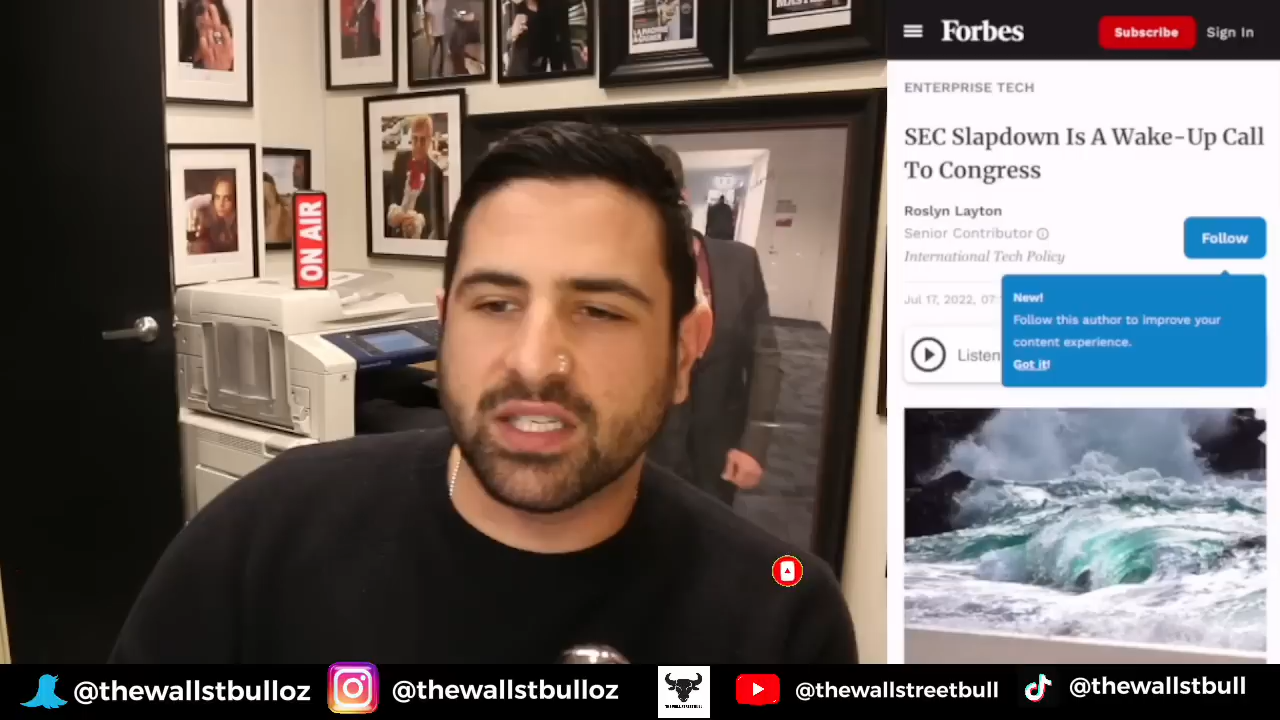 ON AIR
Forbes
Subscribe
Sign In
ENTERPRISE TECH
SEC Slapdown Is A Wake-Up Call
To Congress
Roslyn Layton
Senior Contributor
International Tech Policy
Follow
Jul 17, 2022,
New!
Follow this author to improve your
content experience.
Got it!
Listen
@thewallstbulloz
@thewallstbulloz
@thewallstreetbull
@thewallstbull